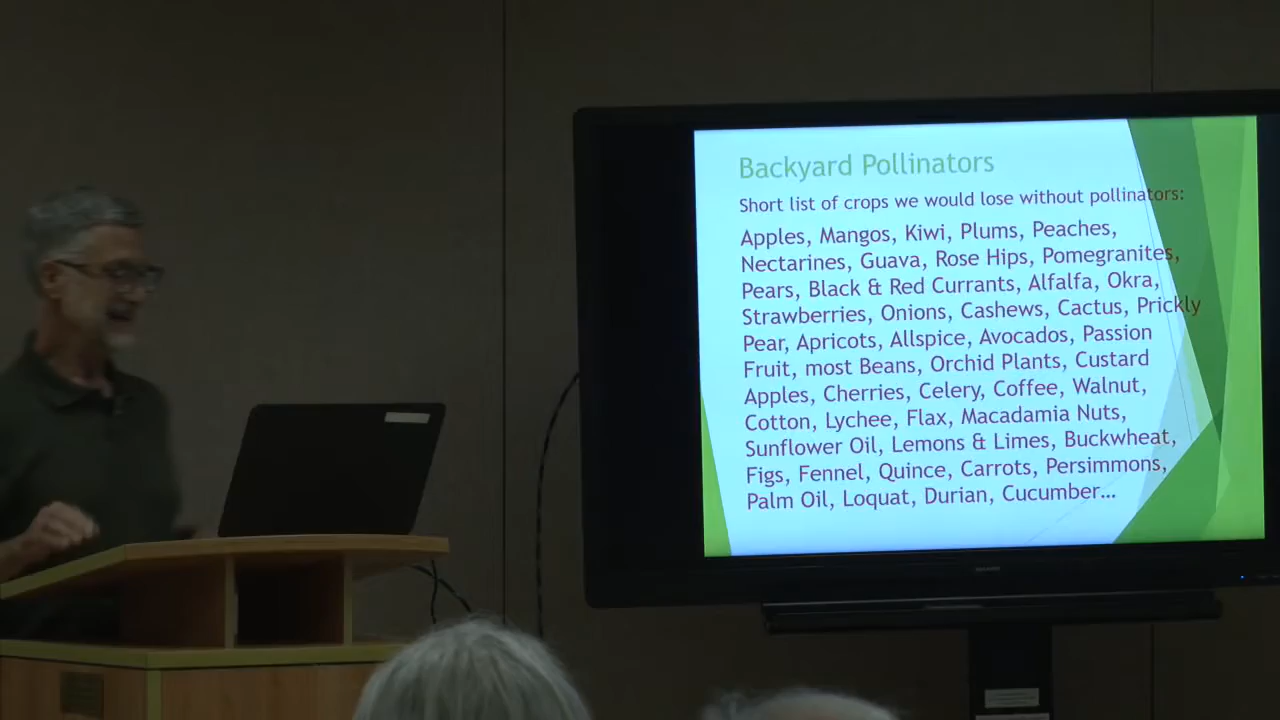 Backyard Pollinators
Short list of crops we would lose without pollinators:
Apples, Mangos, Kiwi, Plums, Peaches,
Nectarines, Guava, Rose Hips, Pomegranites,
Pears, Black & Red Currants, Alfalfa, Okra,
Strawberries, Onions, Cashews, Cactus, Prickly
Pear, Apricots, Allspice, Avocados, Passion
Fruit, most Beans, Orchid Plants, Custard
Apples, Cherries, Celery, Coffee, Walnut,
Cotton, Lychee, Flax, Macadamia Nuts,
Sunflower Oil, Lemons & Limes, Buckwheat,
Figs, Fennel, Quince, Carrots, Persimmons,
Palm Oil, Loquat, Durian, Cucumber…